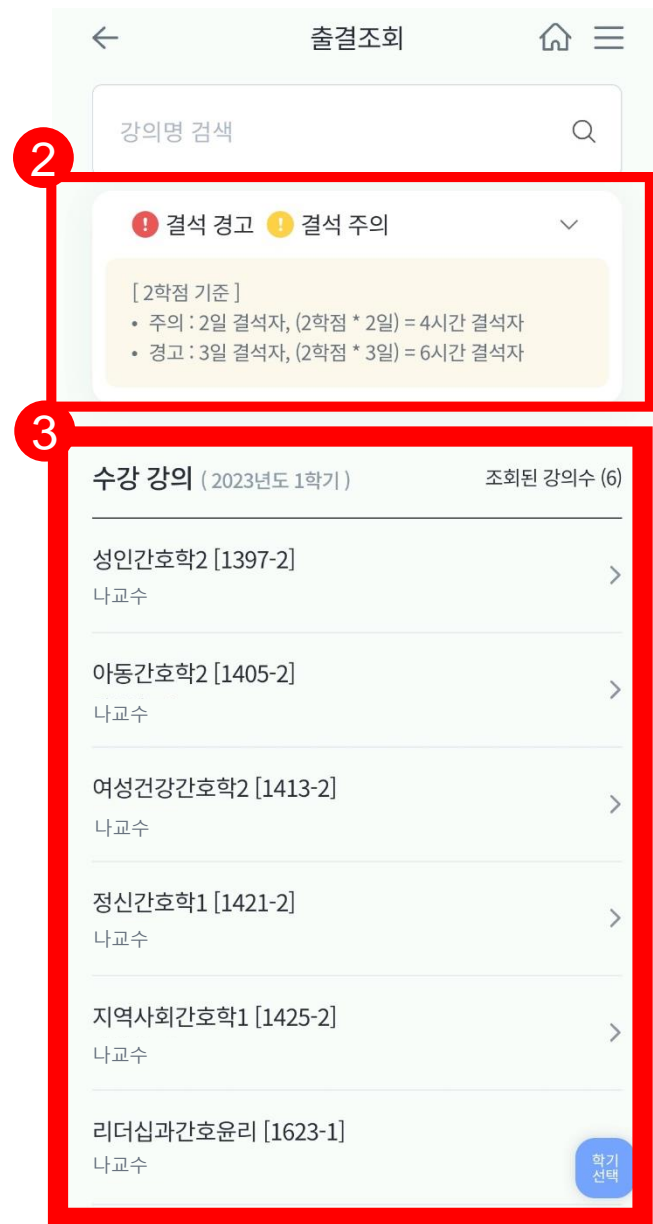 출결조회
강의명 검색
2
! 결석 경고 ! 결석 주의
[ 2학점 기준 ]
• 주의 : 2일 결석자, (2학점 * 2일) = 4시간 결석자
• 경고 : 3일 결석자, (2학점 * 3일) = 6시간 결석자
3
수강 강의 ( 2023년도 1학기 ) 조회된 강의수 (6)
성인간호학2 [1397-2]
나교수
아동간호학2 [1405-2]
나교수
여성건강간호학2 [1413-2]
나교수
정신간호학1 [1421-2]
나교수
지역사회간호학1 [1425-2]
나교수
리더십과간호윤리 [1623-1]
나교수
학기
선택